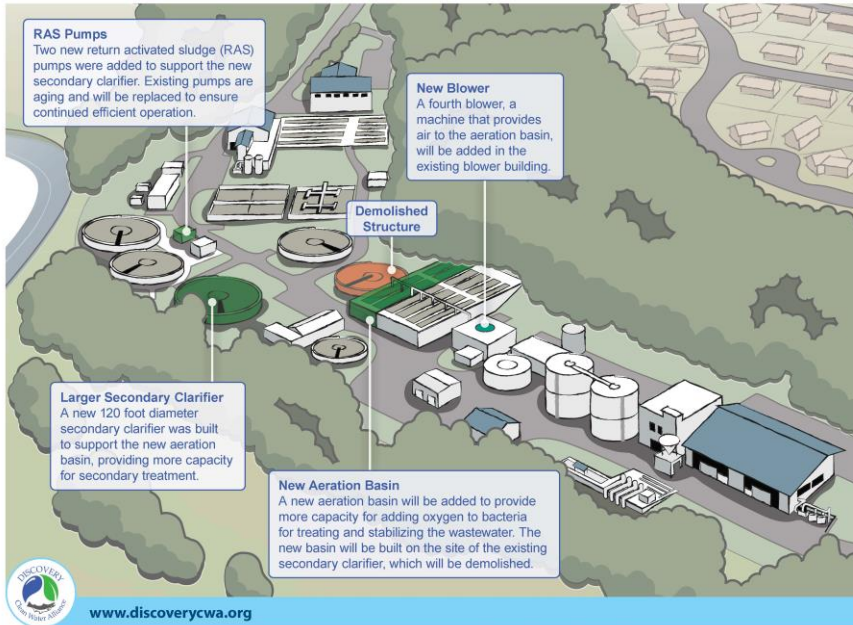 RAS Pumps
Two new return activated sludge (RAS)
pumps were added to support the new
secondary clarifier. Existing pumps are
aging and will be replaced to ensure
continued efficient operation.
New Blower
A fourth blower, a
machine that provides
air to the aeration basin,
will be added in the
existing blower building.
Demolished
Structure
Larger Secondary Clarifier
A new 120 foot diameter
secondary clarifier was built
to support the new aeration
basin, providing more capacity
for secondary treatment.
New Aeration Basin
A new aeration basin will be added to provide
more capacity for adding oxygen to bacteria
for treating and stabilizing the wastewater. The
new basin will be built on the site of the existing
secondary clarifier, which will be demolished.
DISCOVERY
Clean Water Alliance
www.discoverycwa.org